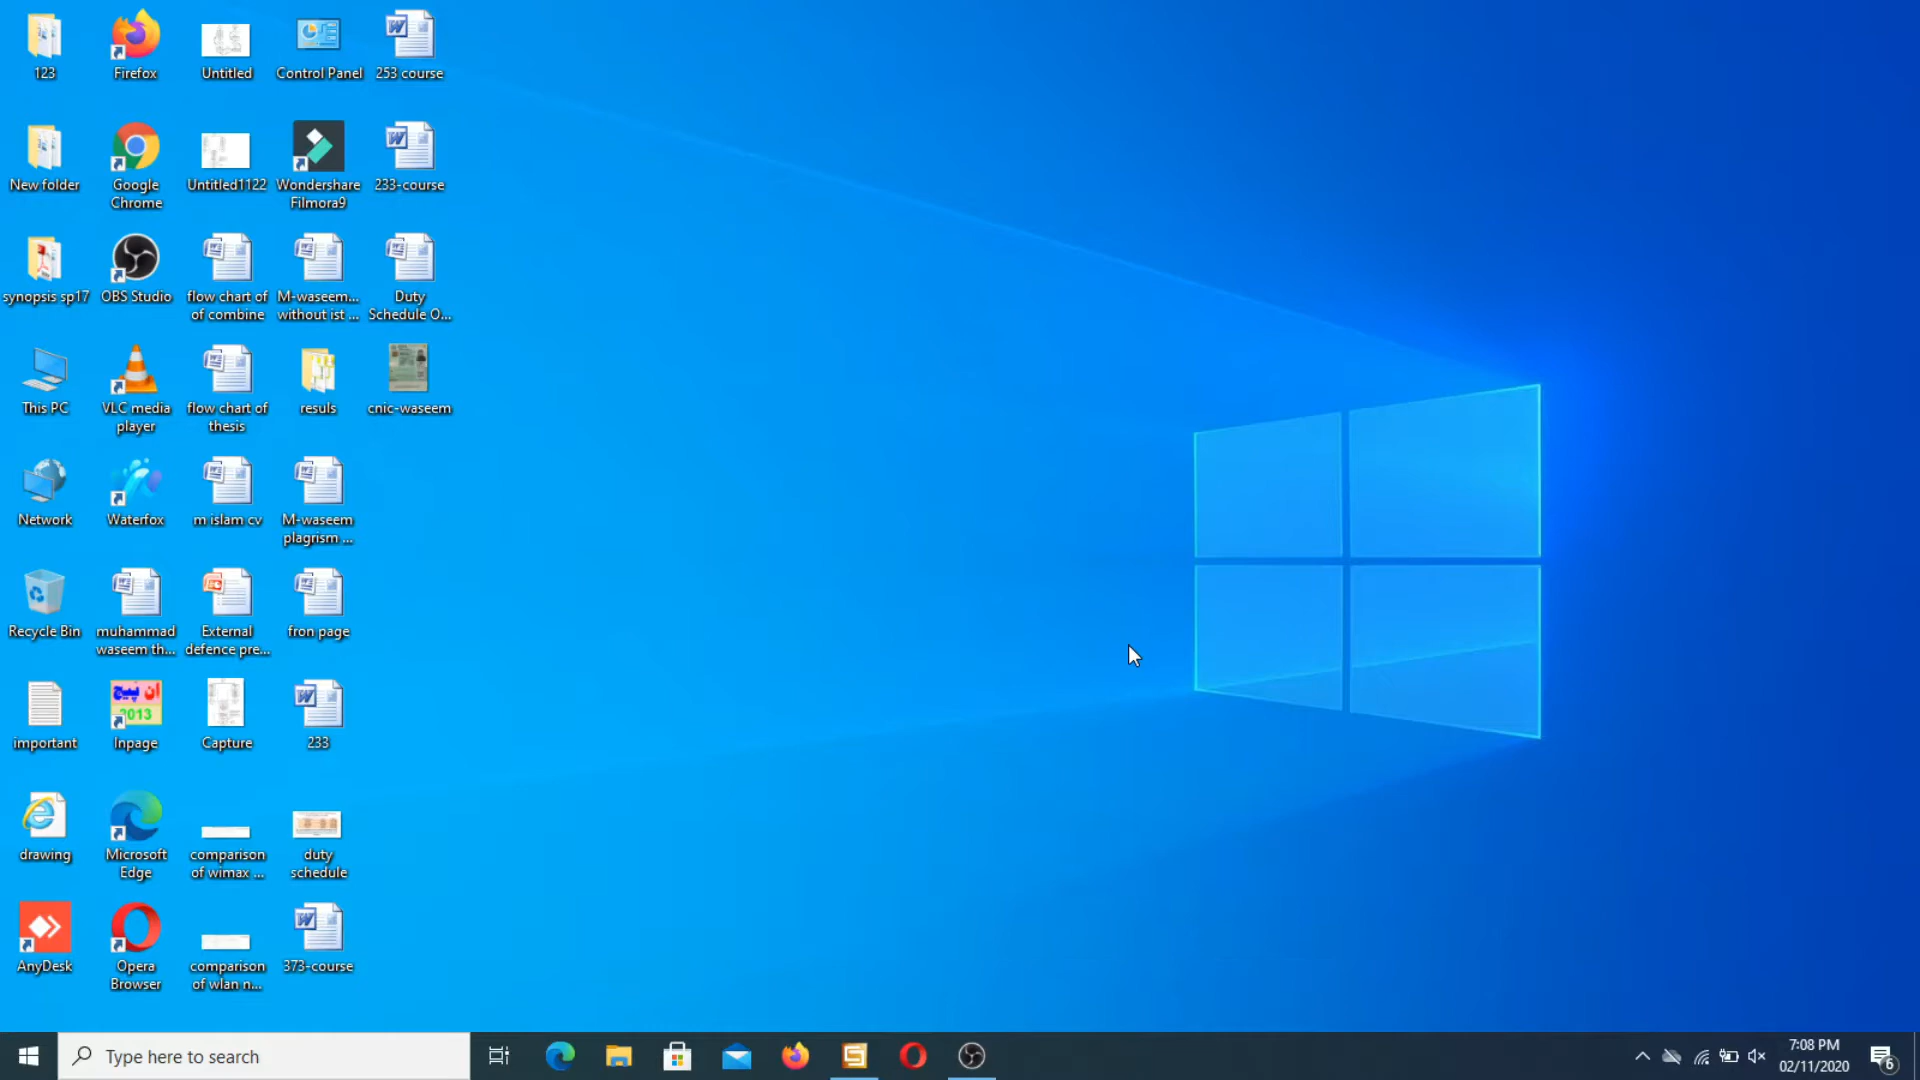 123
Firefox
Untitled
Control Panel
253 course
New folder
Google
Chrome
Untitled1122
Wondershare
Filmora9
233-course
synopsis sp17
OBS Studio
flow chart of
of combine
M-waseem...
without ist ...
Duty
Schedule O...
This PC
VLC media
player
flow chart of
thesis
resuls
cnic-waseem
Network
Waterfox
m islam cv
M-waseem
plagrism ...
Recycle Bin
muhammad
waseem th...
External
defence pre...
fron page
important
ان پیج
2013
Inpage
Capture
233
drawing
Microsoft
Edge
comparison
of wimax ...
duty
schedule
AnyDesk
Opera
Browser
comparison
of wlan n...
373-course
Type here to search
7:08 PM
02/11/2020
6